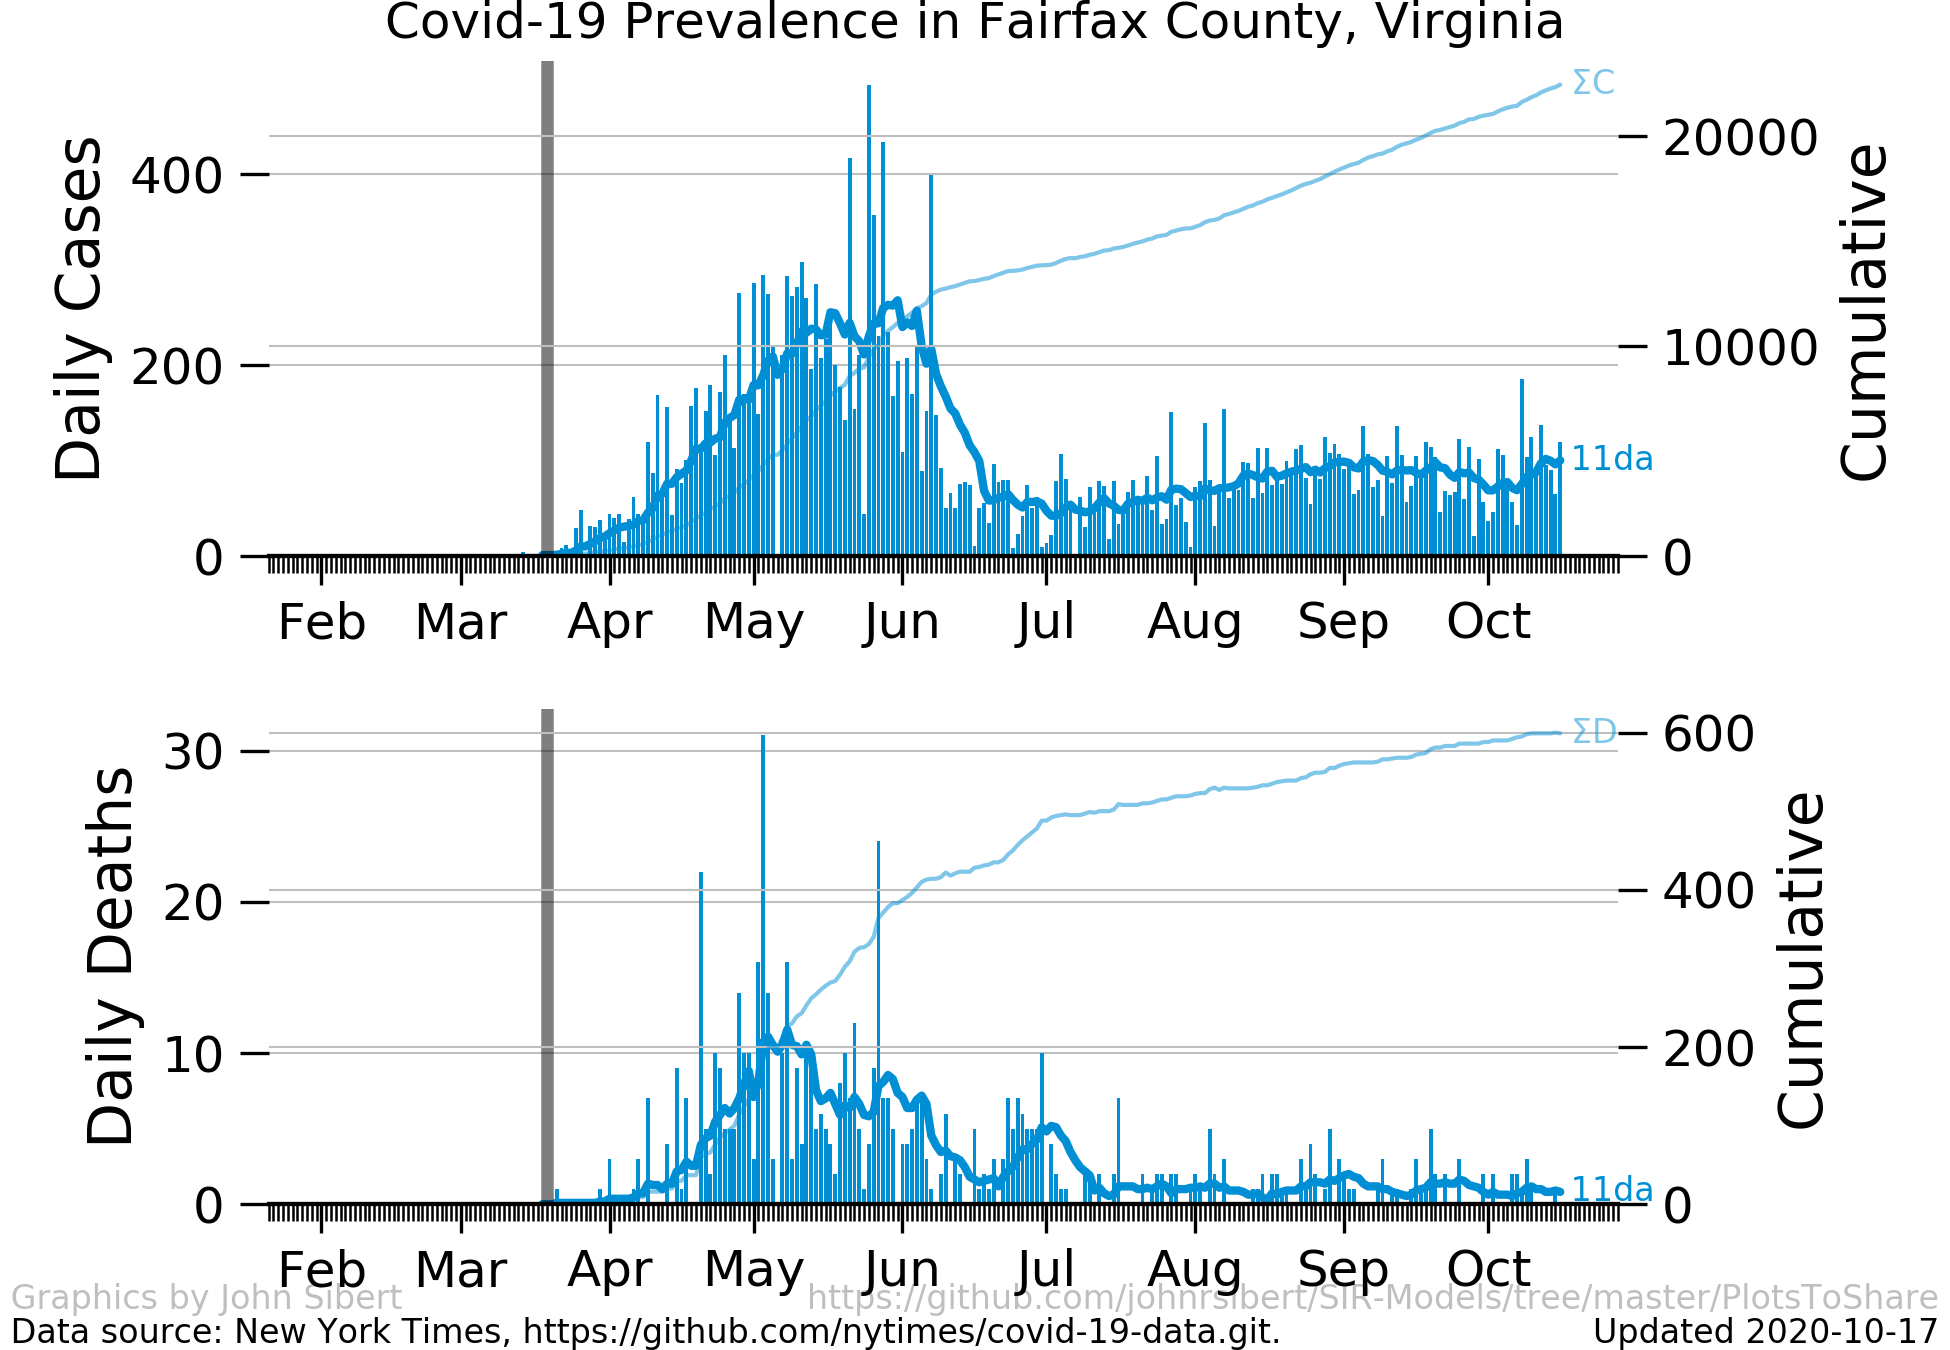 Covid-19 Prevalence in Fairfax County, Virginia
Daily Cases
400
200
0
ΣC
20000
10000
0
Cumulative
11da
Feb Mar Apr May Jun Jul Aug Sep Oct
Daily Deaths
30
20
10
0
ΣD
600
400
200
0
Cumulative
11da
Feb Mar Apr May Jun Jul Aug Sep Oct
Graphics by John Sibert https://github.com/johnrsibert/SIR-Models/tree/master/PlotsToShare
Data source: New York Times, https://github.com/nytimes/covid-19-data.git. Updated 2020-10-17